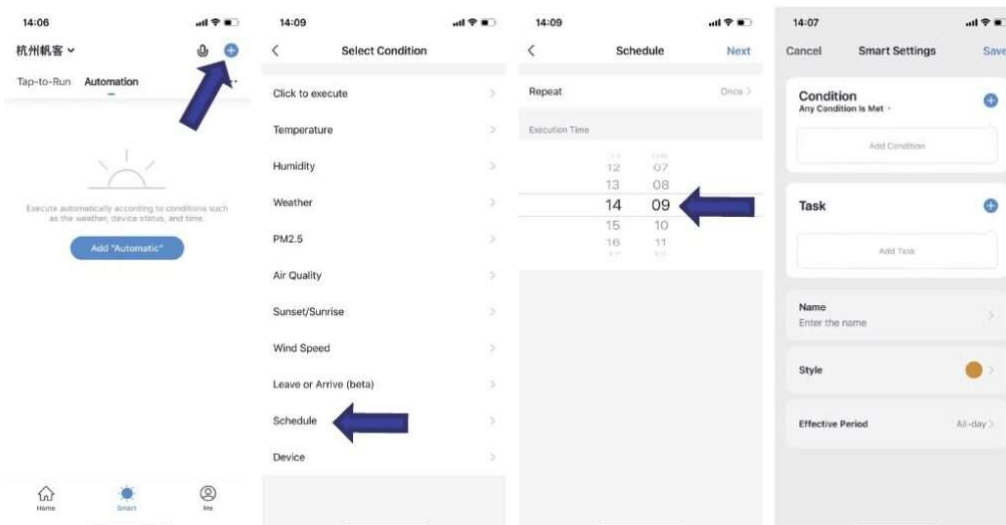 14:06
杭州帆客
Tap-to-Run Automation
Execute automatically according to conditions such
as the weather, device status, and time.
Add "Automatic"
Home Smart Me
14:09
Select Condition
Click to execute
Temperature
Humidity
Weather
PM2.5
Air Quality
Sunset/Sunrise
Wind Speed
Leave or Arrive (beta)
Schedule
Device
14:09
Schedule Next
Repeat Once
Execution Time
12 07
13 08
14 09
15 10
16 11
14:07
Cancel Smart Settings Save
Condition
Any Condition Is Met
Add Condition
Task
Add Task
Name
Enter the name
Style
Effective Period All-day